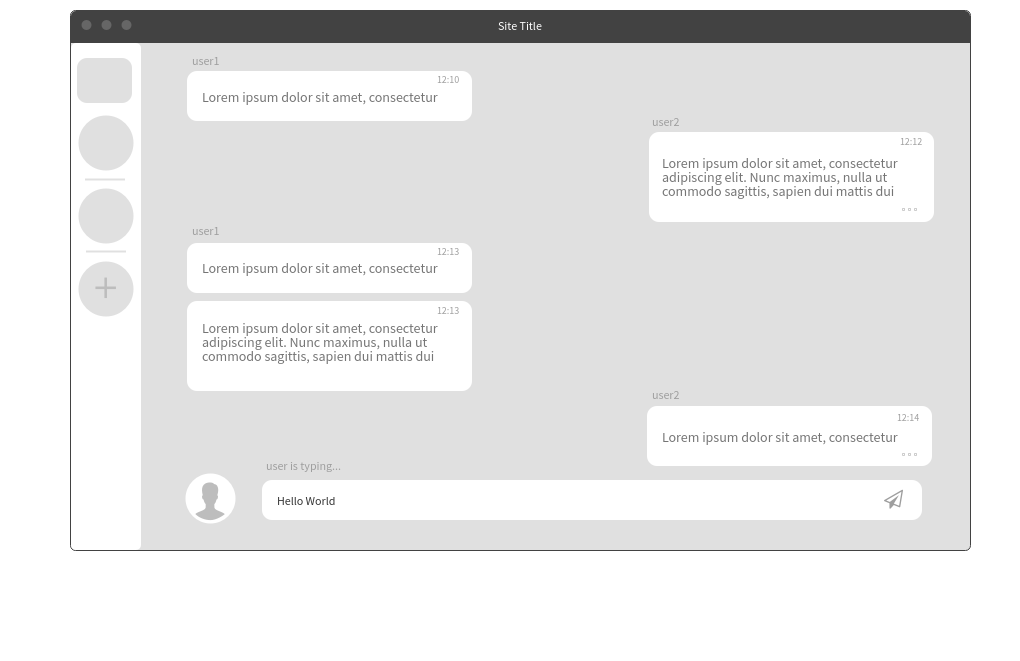 Site Title
user1
12:10
Lorem ipsum dolor sit amet, consectetur
user2
12:12
Lorem ipsum dolor sit amet, consectetur
adipiscing elit. Nunc maximus, nulla ut
commodo sagittis, sapien dui mattis dui
user1
12:13
Lorem ipsum dolor sit amet, consectetur
12:13
Lorem ipsum dolor sit amet, consectetur
adipiscing elit. Nunc maximus, nulla ut
commodo sagittis, sapien dui mattis dui
user2
12:14
Lorem ipsum dolor sit amet, consectetur
user is typing...
Hello World